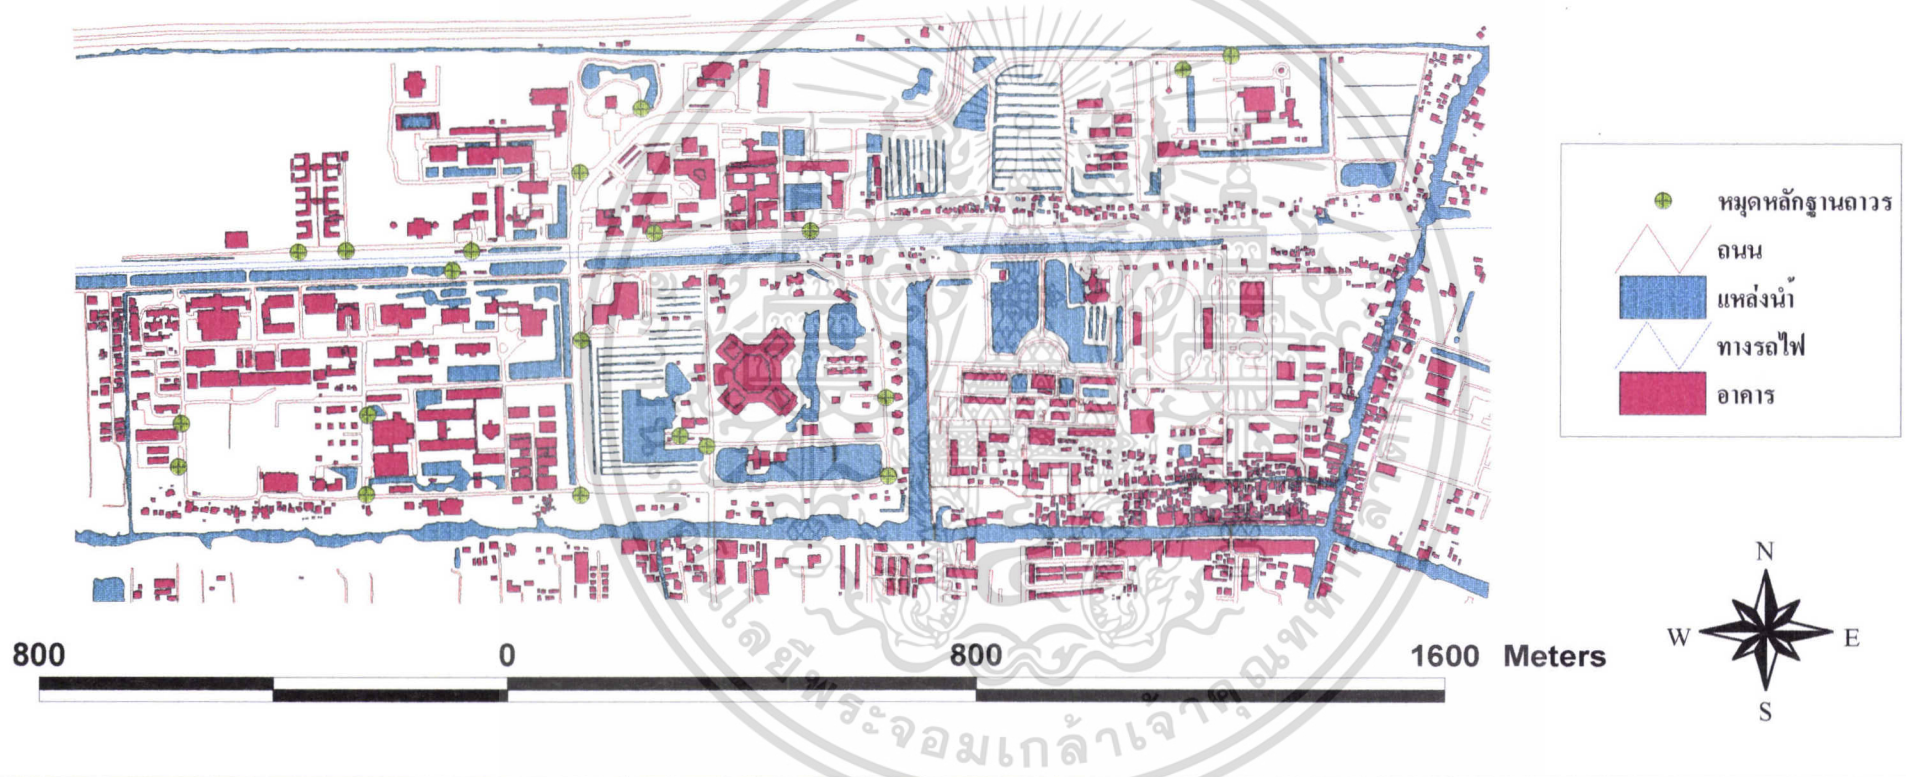 หมุดหลักฐานถาวร
ถนน
แหล่งน้ำ
ทางรถไฟ
อาคาร
N
W E
S
800 0 800 1600 Meters